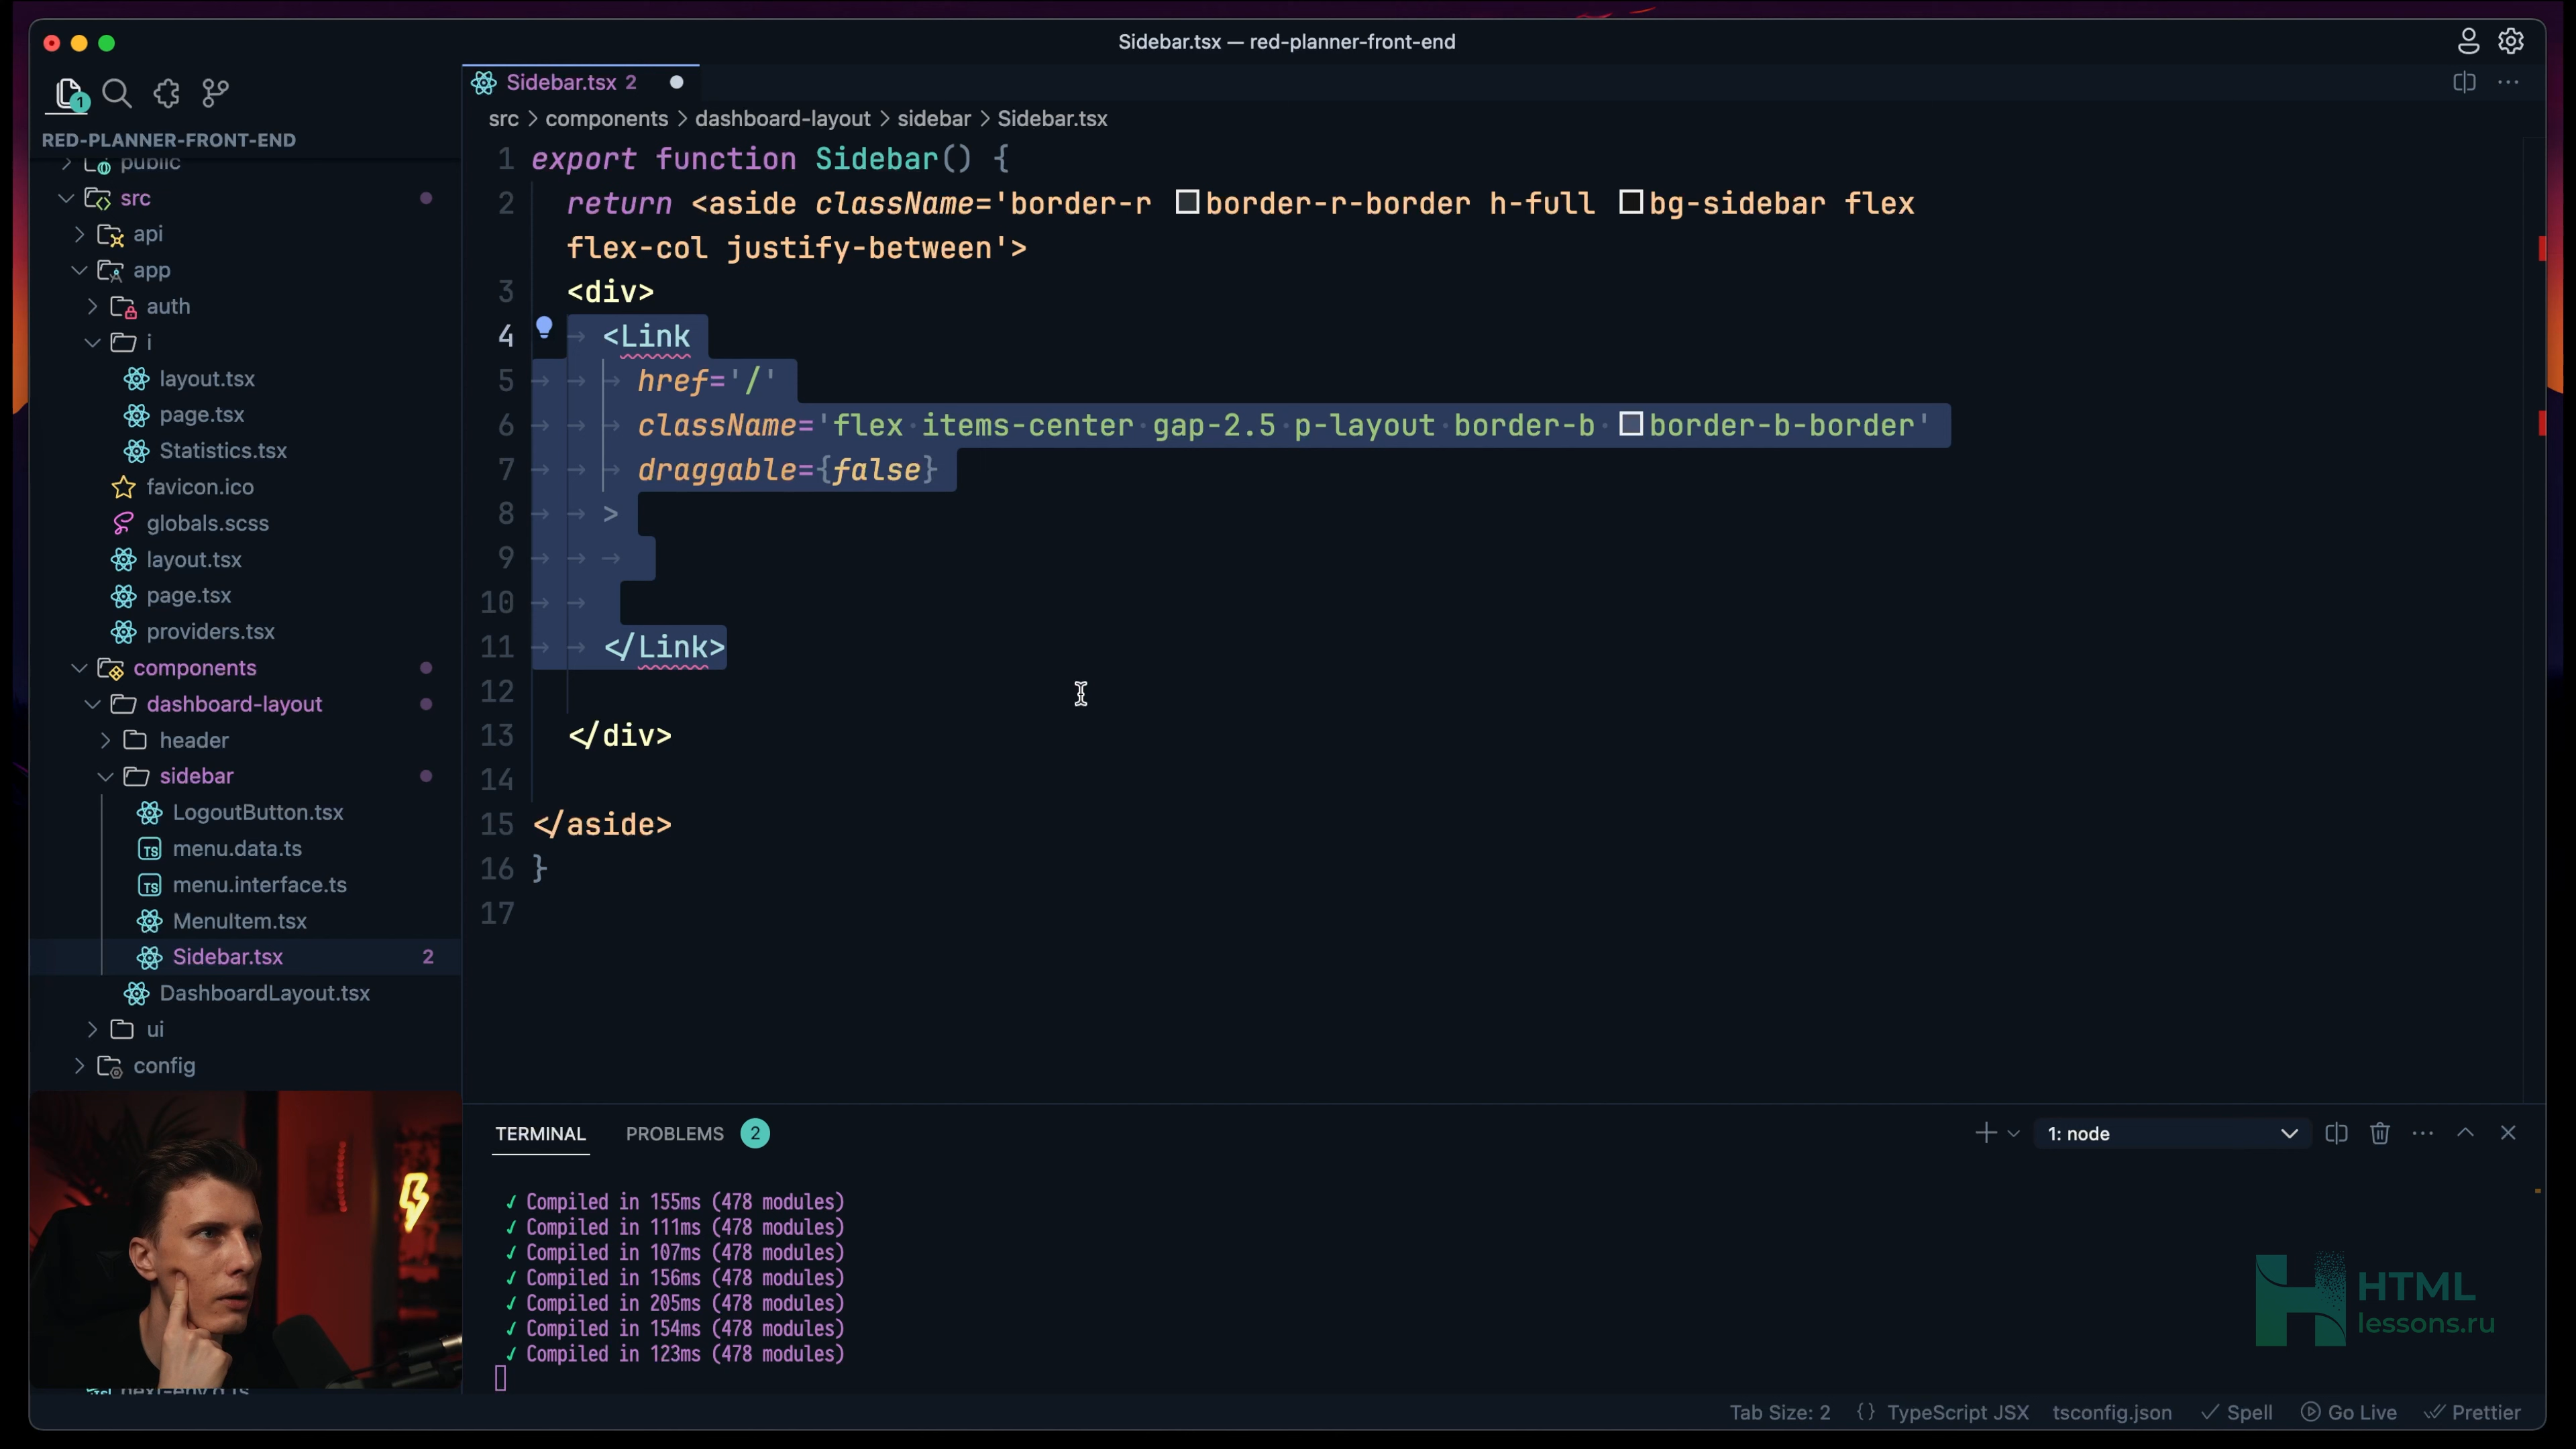 Sidebar.tsx — red-planner-front-end
1
RED-PLANNER-FRONT-END
public
src
api
app
auth
i
layout.tsx
page.tsx
Statistics.tsx
favicon.ico
globals.scss
layout.tsx
page.tsx
providers.tsx
components
dashboard-layout
header
sidebar
LogoutButton.tsx
menu.data.ts
menu.interface.ts
MenuItem.tsx
Sidebar.tsx 2
DashboardLayout.tsx
ui
config
next-env.d.ts
Sidebar.tsx 2
src > components > dashboard-layout > sidebar > Sidebar.tsx
1 export function Sidebar() {
2 return <aside className='border-r border-r-border h-full bg-sidebar flex
flex-col justify-between'>
3 <div>
4 <Link
5 href='/'
6 className='flex items-center gap-2.5 p-layout border-b border-b-border'
7 draggable={false}
8 >
9
10
11 </Link>
12
13 </div>
14
15 </aside>
16 }
17
TERMINAL PROBLEMS 2
1: node
✓ Compiled in 155ms (478 modules)
✓ Compiled in 111ms (478 modules)
✓ Compiled in 107ms (478 modules)
✓ Compiled in 156ms (478 modules)
✓ Compiled in 205ms (478 modules)
✓ Compiled in 154ms (478 modules)
✓ Compiled in 123ms (478 modules)
HTML
lessons.ru
Tab Size: 2 {} TypeScript JSX tsconfig.json ✓ Spell Go Live Prettier